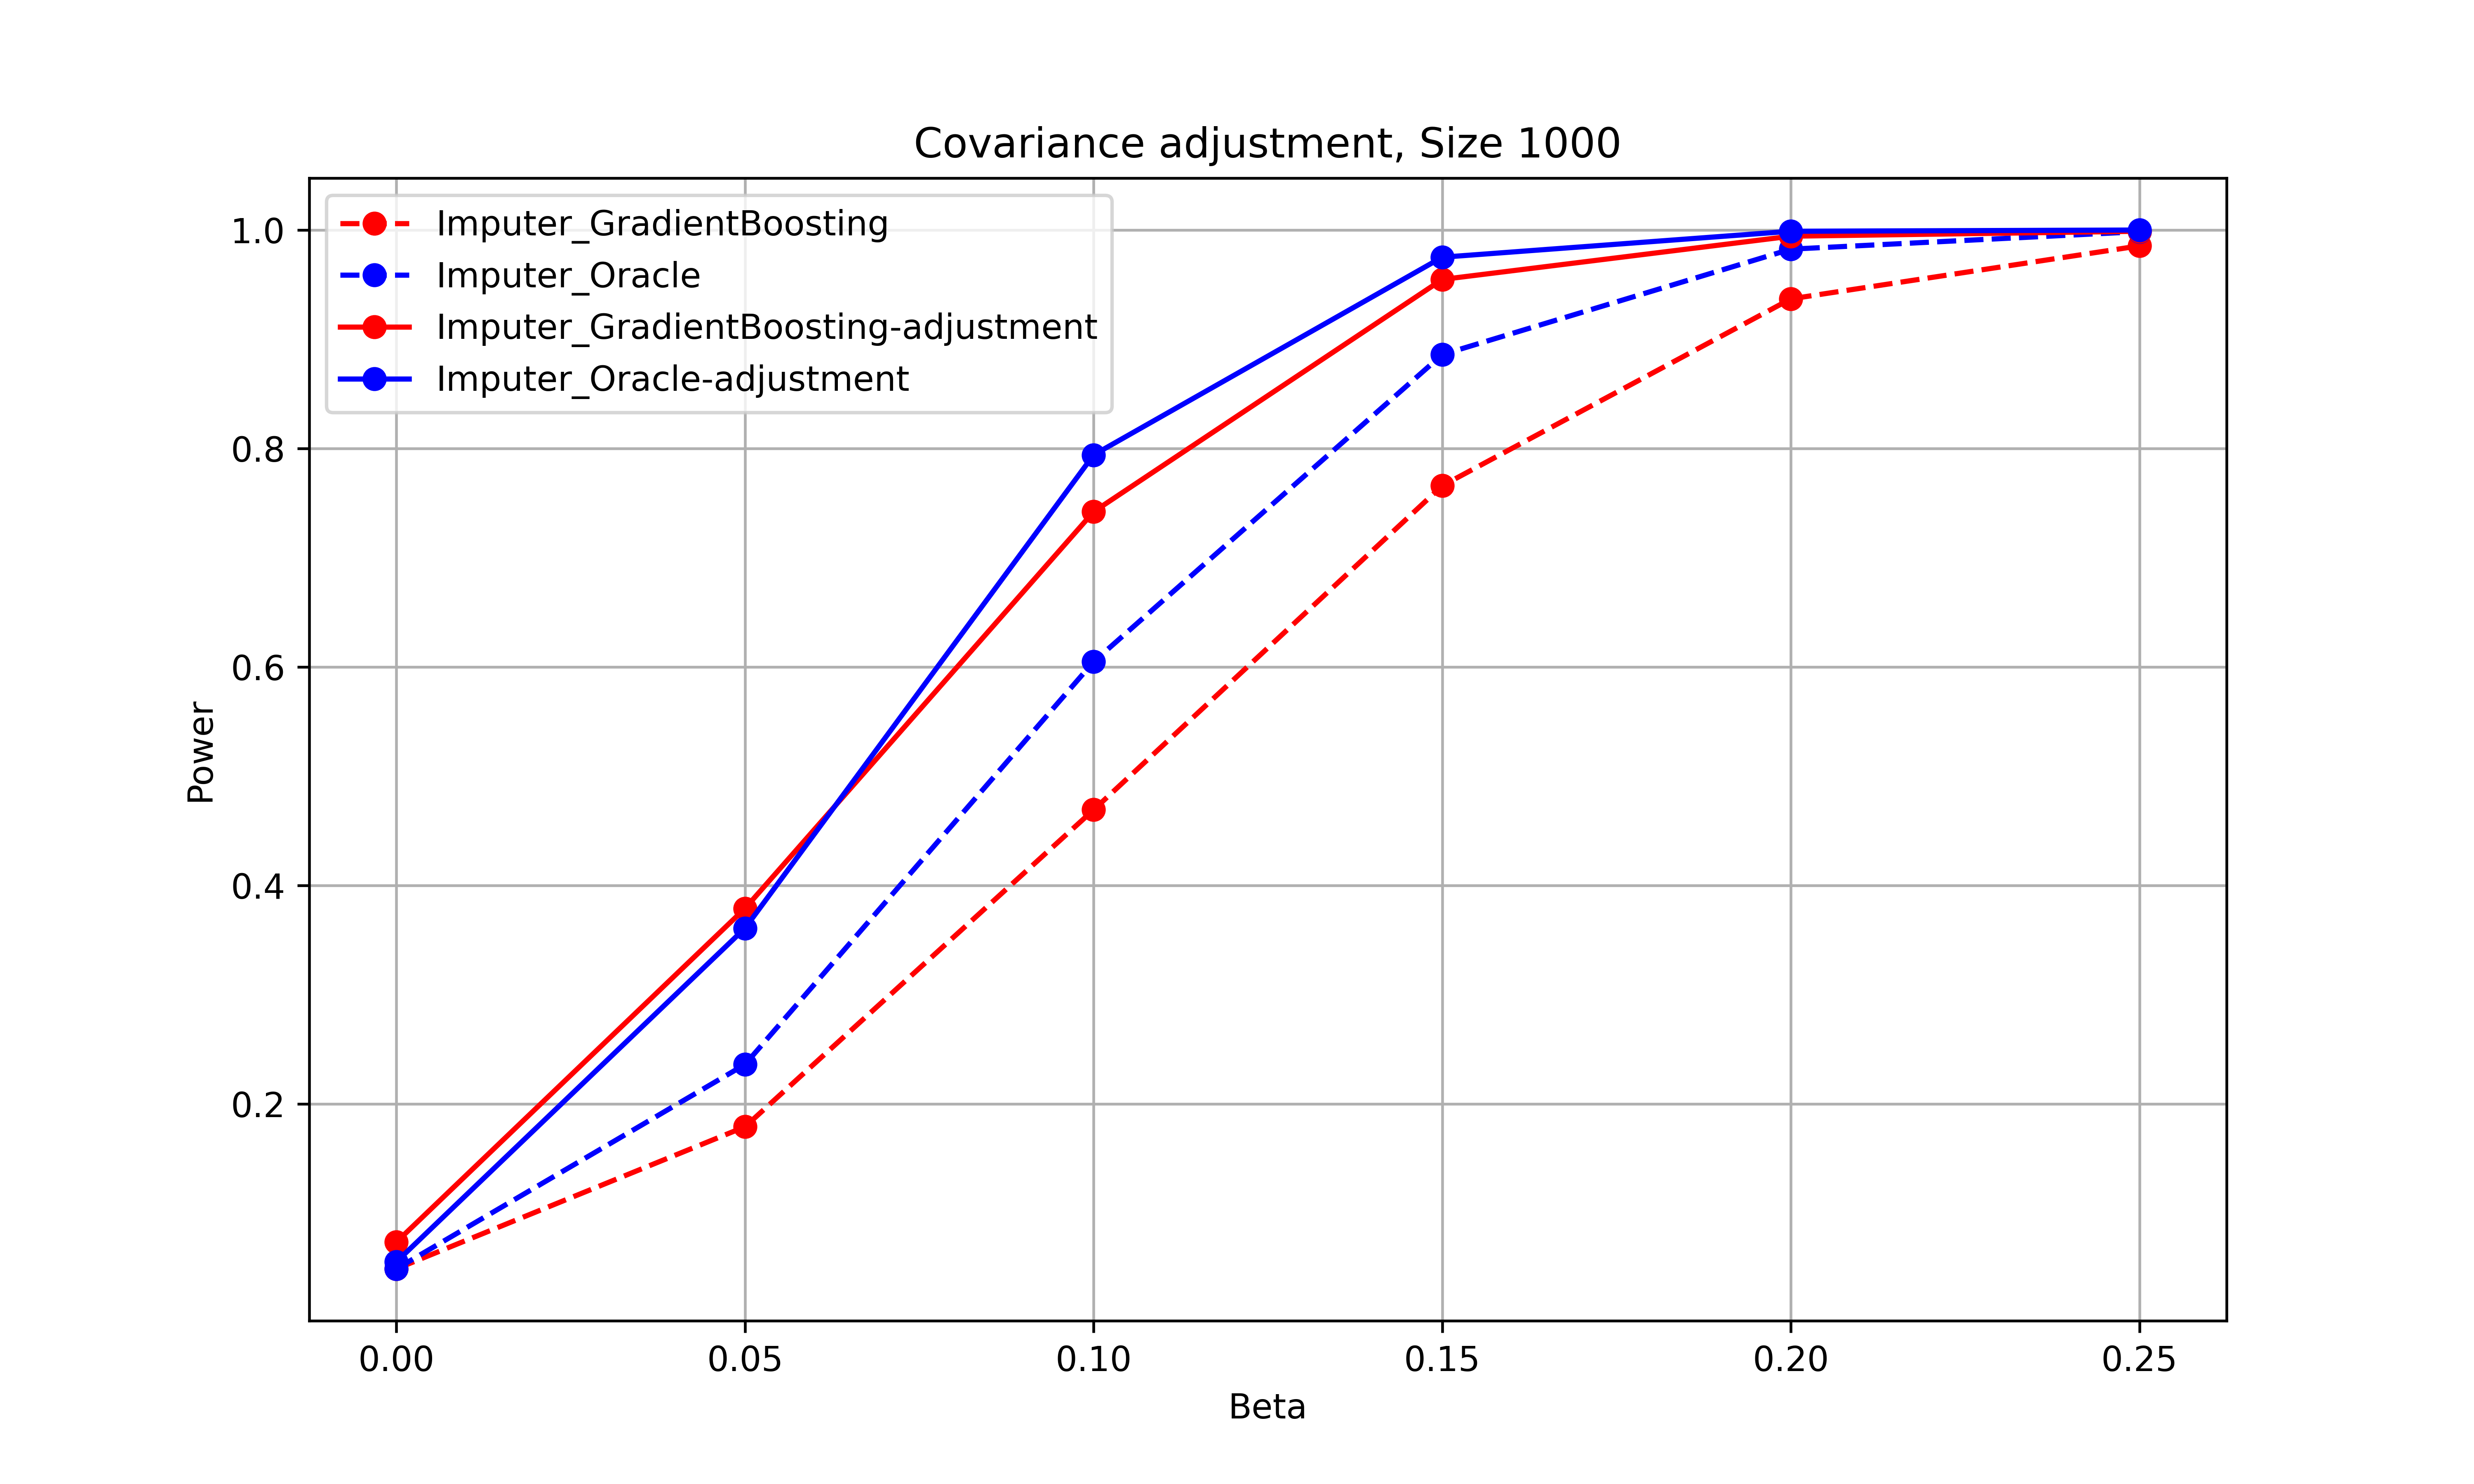 Covariance adjustment, Size 1000
Imputer_GradientBoosting
Imputer_Oracle
Imputer_GradientBoosting-adjustment
Imputer_Oracle-adjustment
1.0
0.8
0.6
0.4
0.2
Power
0.00 0.05 0.10 0.15 0.20 0.25
Beta